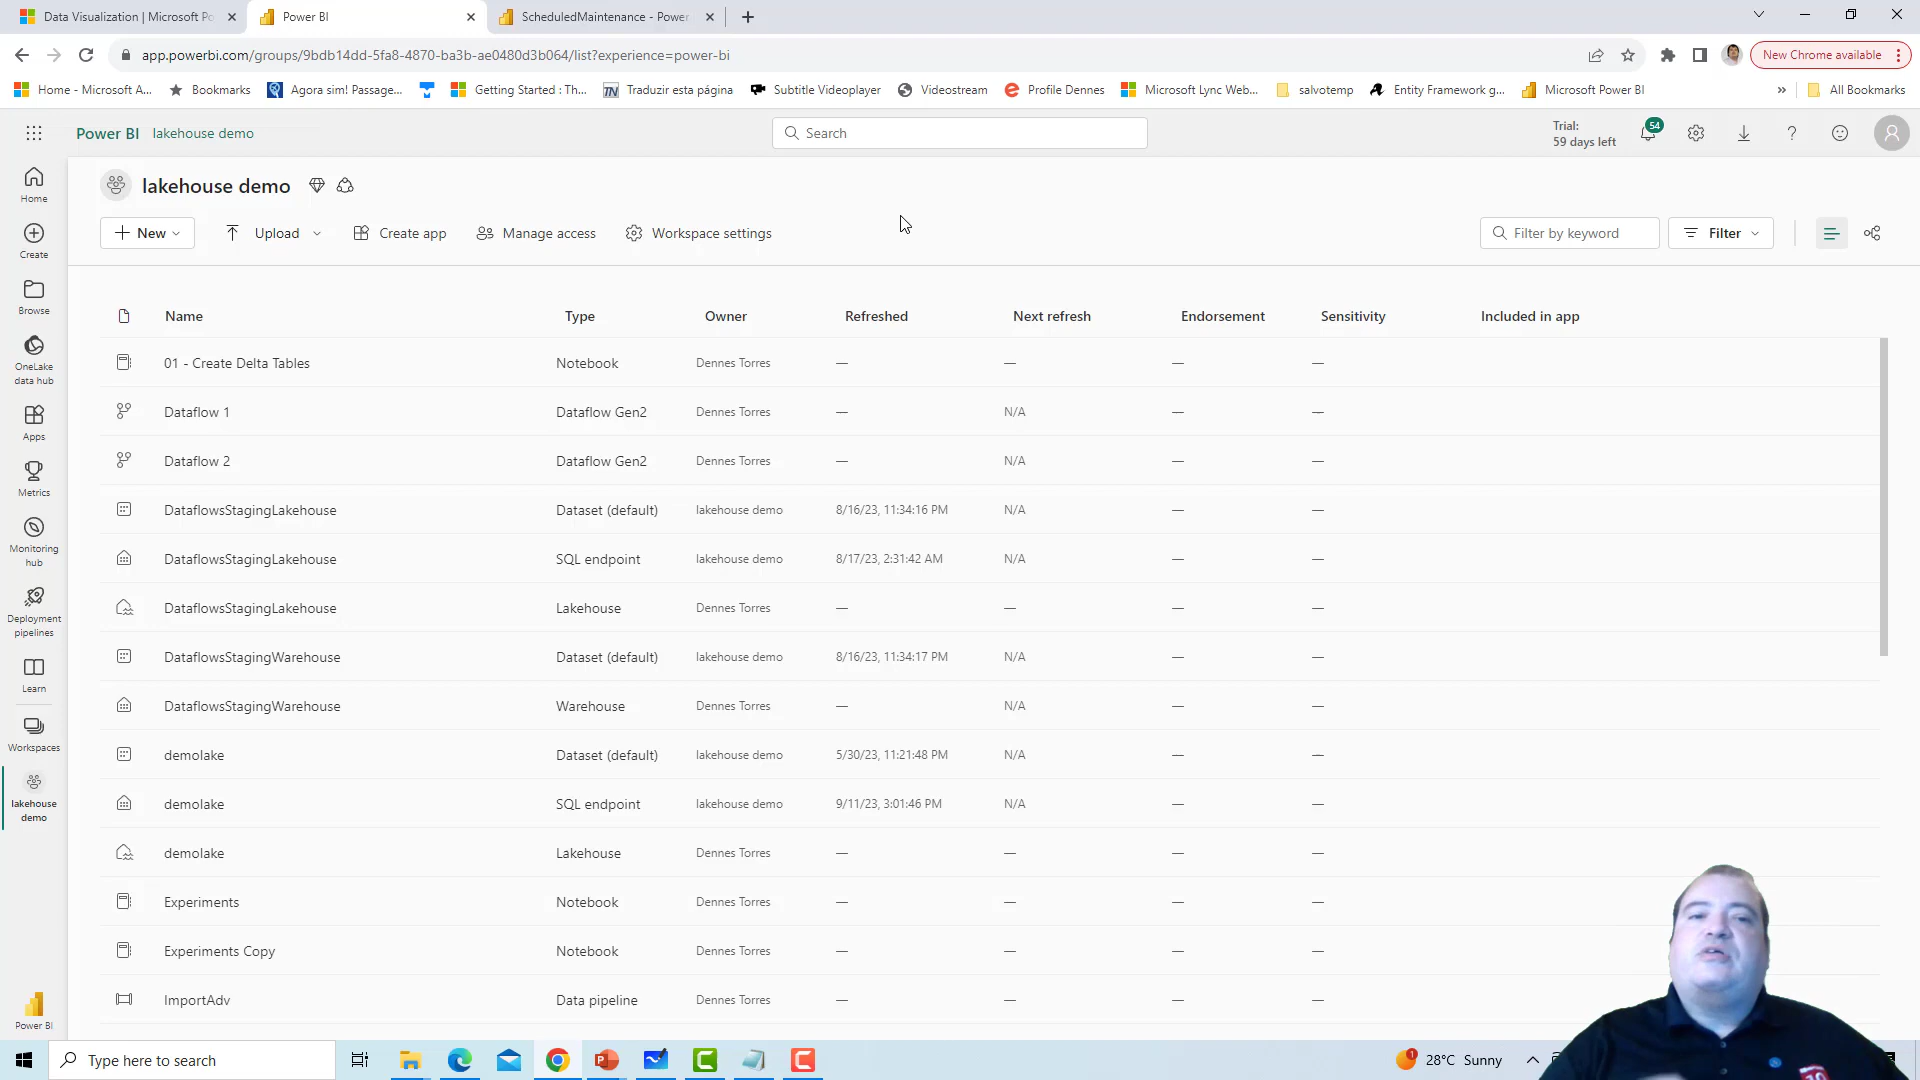 Data Visualization | Microsoft Po
Power BI
ScheduledMaintenance - Power
app.powerbi.com/groups/9bdb14dd-5fa8-4870-ba3b-ae0480d3b064/list?experience=power-bi
New Chrome available
Home - Microsoft A...
Bookmarks
Agora sim! Passage...
Getting Started : Th...
TN
Traduzir esta página
Subtitle Videoplayer
Videostream
Profile Dennes
Microsoft Lync Web...
salvotemp
Entity Framework g...
Microsoft Power BI
»
All Bookmarks
Power BI lakehouse demo
Search
Trial:
59 days left
54
lakehouse demo
New
Upload
Create app
Manage access
Workspace settings
Filter by keyword
Filter
Home
Create
Browse
OneLake
data hub
Apps
Metrics
Monitoring
hub
Deployment
pipelines
Learn
Workspaces
lakehouse
demo
Power BI
Name Type Owner Refreshed Next refresh Endorsement Sensitivity Included in app
01 - Create Delta Tables Notebook Dennes Torres — — — —
Dataflow 1 Dataflow Gen2 Dennes Torres — N/A — —
Dataflow 2 Dataflow Gen2 Dennes Torres — N/A — —
DataflowsStagingLakehouse Dataset (default) lakehouse demo 8/16/23, 11:34:16 PM N/A — —
DataflowsStagingLakehouse SQL endpoint lakehouse demo 8/17/23, 2:31:42 AM N/A — —
DataflowsStagingLakehouse Lakehouse Dennes Torres — — — —
DataflowsStagingWarehouse Dataset (default) lakehouse demo 8/16/23, 11:34:17 PM N/A — —
DataflowsStagingWarehouse Warehouse Dennes Torres — N/A — —
demolake Dataset (default) lakehouse demo 5/30/23, 11:21:48 PM N/A — —
demolake SQL endpoint lakehouse demo 9/11/23, 3:01:46 PM N/A — —
demolake Lakehouse Dennes Torres — — — —
Experiments Notebook Dennes Torres — — — —
Experiments Copy Notebook Dennes Torres — — — —
ImportAdv Data pipeline Dennes Torres — — — —
Type here to search
1
28°C Sunny